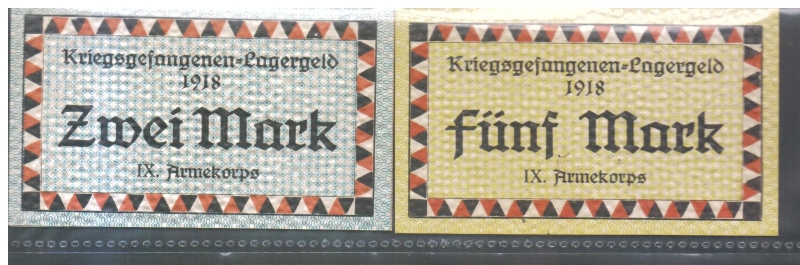 Kriegsgefangenen-Lagergeld
1918
Zwei Mark
IX. Armekorps
Kriegsgefangenen-Lagergeld
1918
Fünf Mark
IX. Armekorps